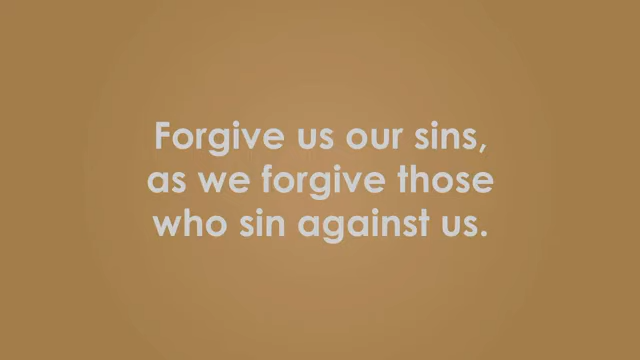 Forgive us our sins,
as we forgive those
who sin against us.